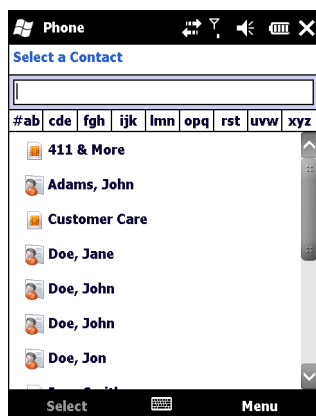 Phone
Select a Contact
#ab cde fgh ijk lmn opq rst uvw xyz
411 & More
Adams, John
Customer Care
Doe, Jane
Doe, John
Doe, John
Doe, Jon
Select Menu